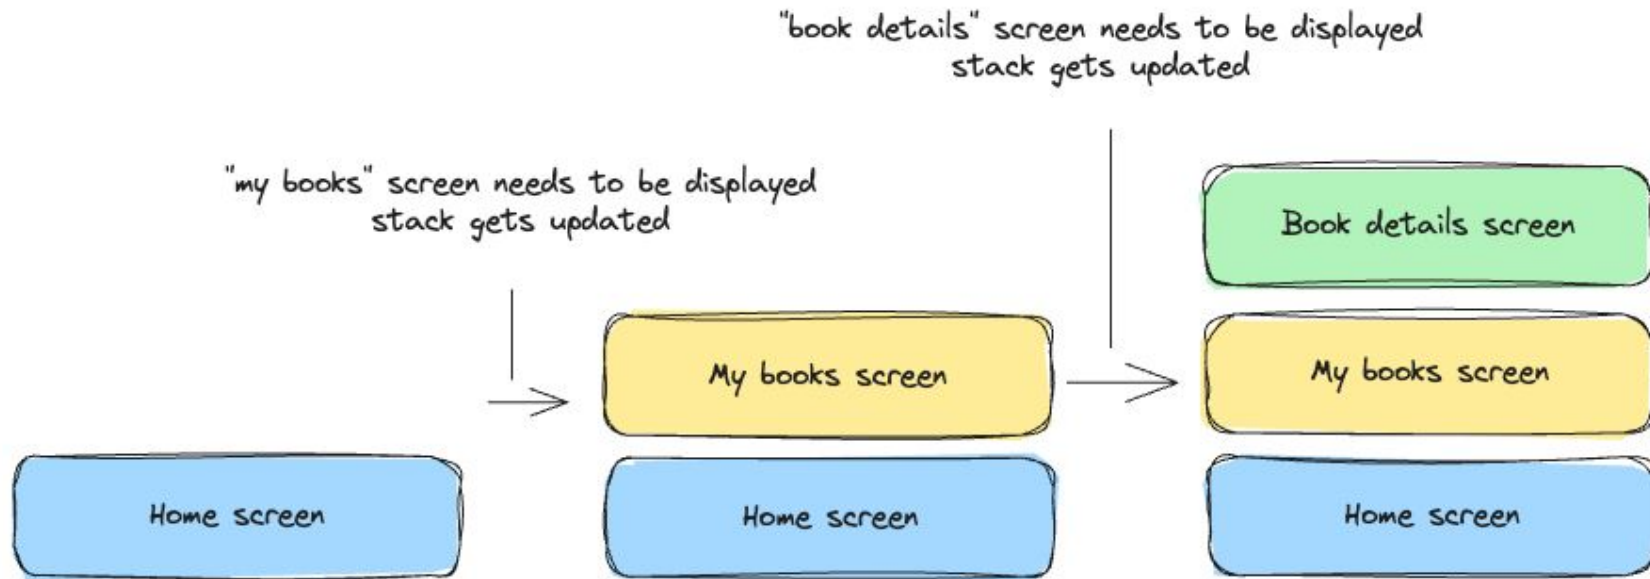 "book details" screen needs to be displayed
stack gets updated
"my books" screen needs to be displayed
stack gets updated
Book details screen
My books screen
My books screen
Home screen
Home screen
Home screen